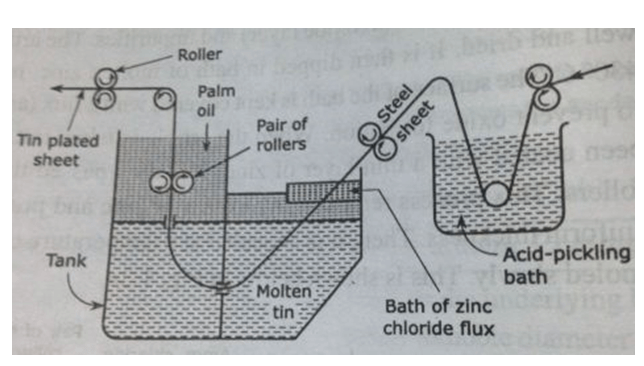 Roller
Palm
oil
Steel
sheet
Tin plated
sheet
Pair of
rollers
Tank
Molten
tin
Acid-pickling
bath
Bath of zinc
chloride flux